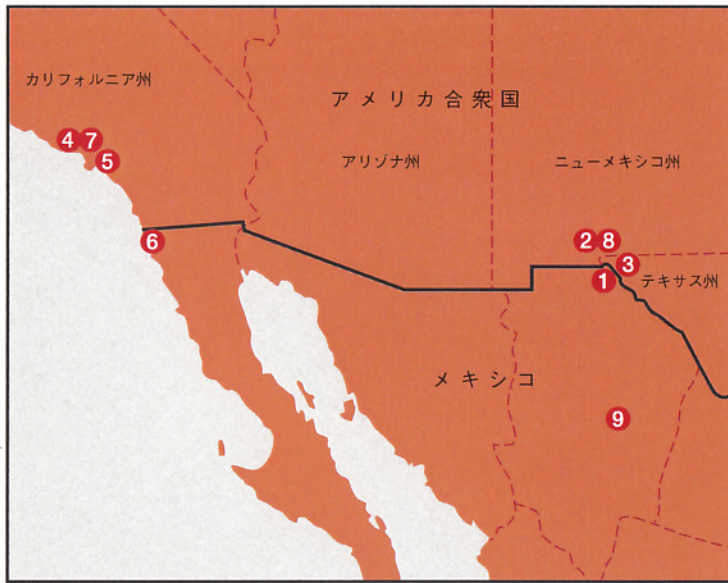 カリフォルニア州
アメリカ合衆国
4 7
5
アリゾナ州
ニューメキシコ州
6
2 8
3
テキサス州
1
メキシコ
9